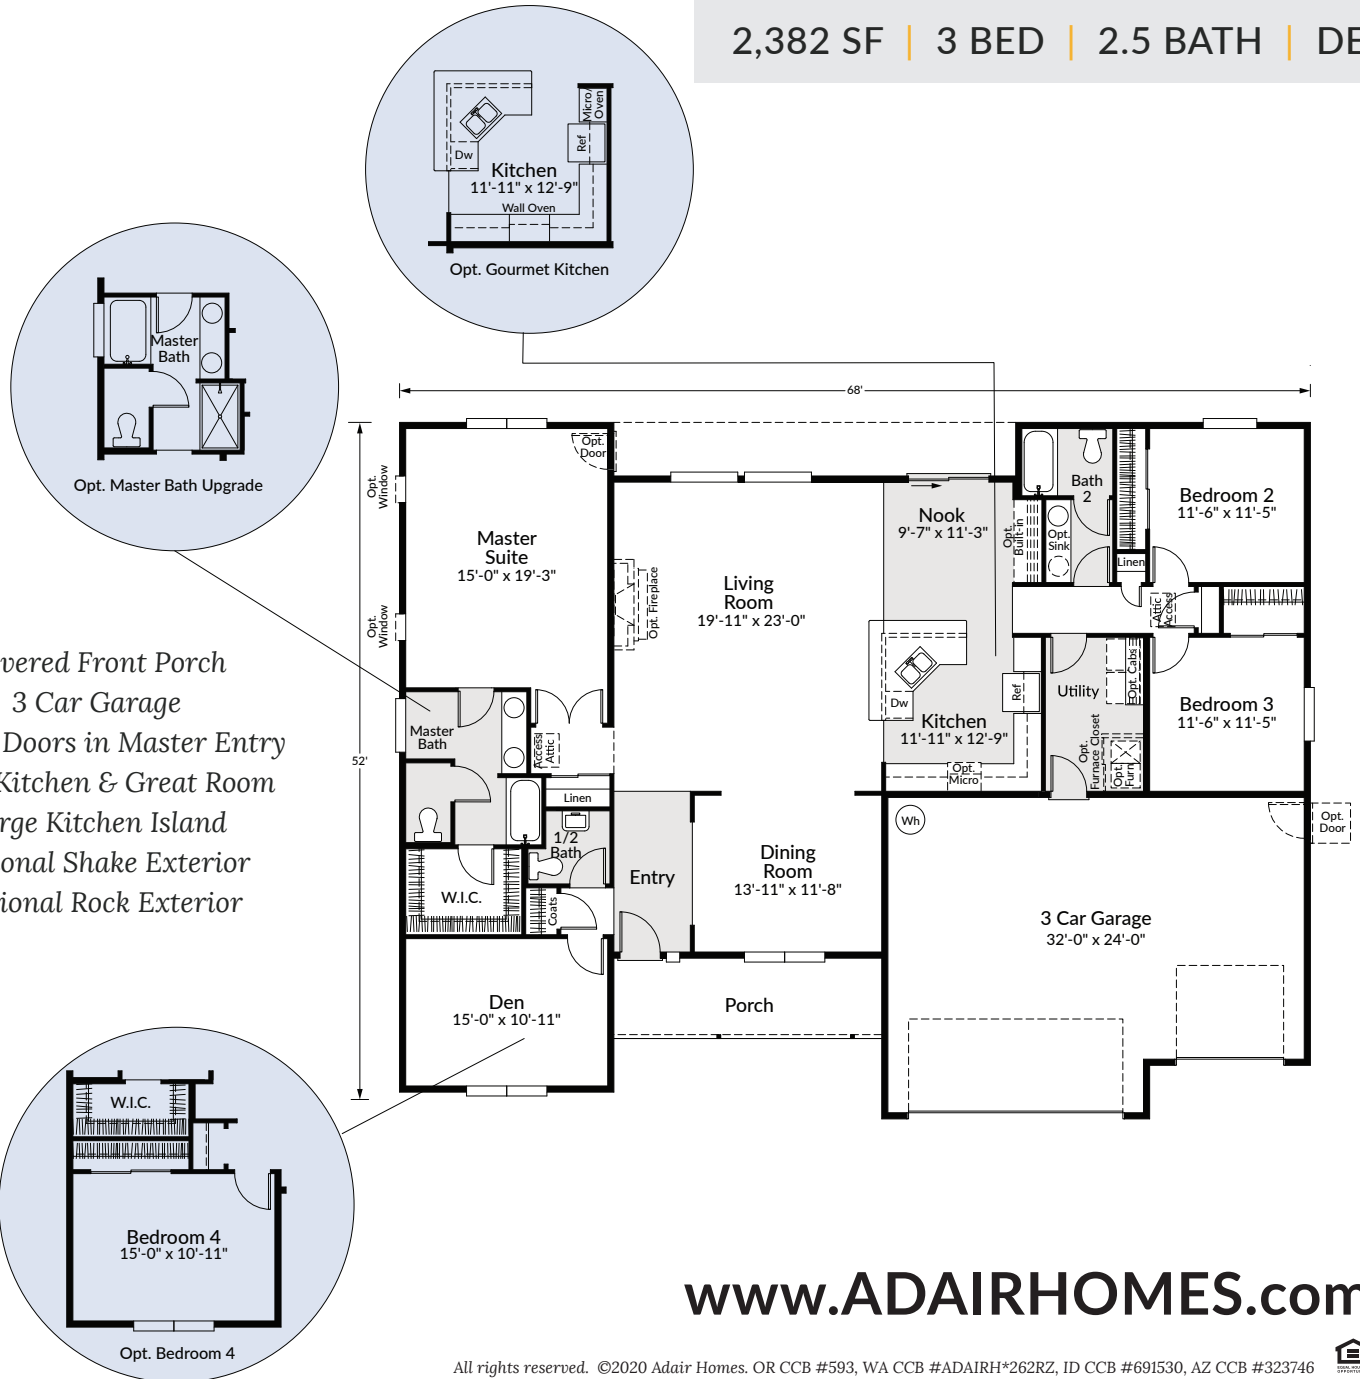 2,382 SF | 3 BED | 2.5 BATH |
Micro/
Oven
Ref
Dw
Kitchen
11'-11" x 12'-9"
Wall Oven
Opt. Gourmet Kitchen
Master
Bath
Opt. Master Bath Upgrade
68'
52'
Opt.
Door
Opt.
Window
Master
Suite
15'-0" x 19'-3"
Opt.
Window
Opt. Fireplace
Living
Room
19'-11" x 23'-0"
Nook
9'-7" x 11'-3"
Opt.
Built-in
Opt.
Sink
Bath
2
Linen
Bedroom 2
11'-6" x 11'-5"
Attic
Access
Front Porch
3 Car Garage
Doors in Master Entry
Kitchen & Great Room
Kitchen Island
Shake Exterior
Rock Exterior
Master
Bath
Access
Attic
Linen
1/2
Bath
W.I.C.
Coats
Entry
Dw
Ref
Kitchen
11'-11" x 12'-9"
Opt.
Micro
Utility
Opt. Cabs
Opt.
Furnace Closet
Opt.
Furn
Bedroom 3
11'-6" x 11'-5"
Wh
Opt.
Door
Dining
Room
13'-11" x 11'-8"
3 Car Garage
32'-0" x 24'-0"
Den
15'-0" x 10'-11"
Porch
W.I.C.
Bedroom 4
15'-0" x 10'-11"
Opt. Bedroom 4
www.ADAIRHOMES.com
All rights reserved. ©2020 Adair Homes. OR CCB #593, WA CCB #ADAIRH*262RZ, ID CCB #691530, AZ CCB #323746